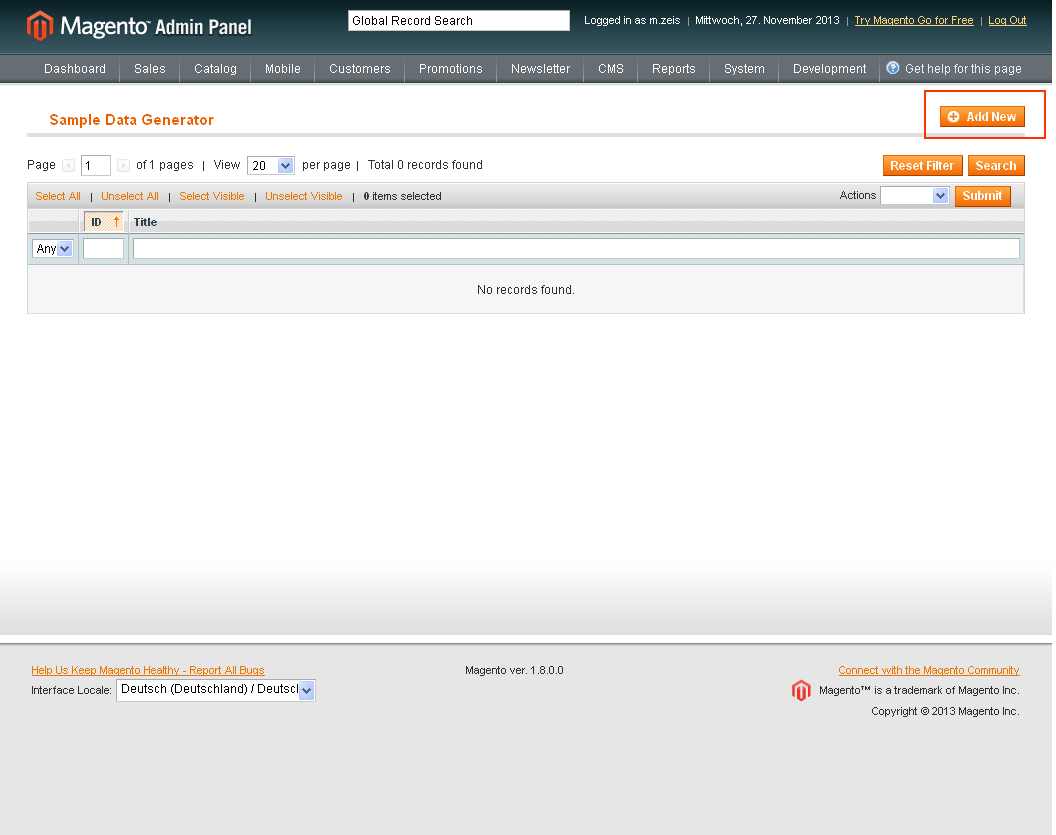 Magento™ Admin Panel
Global Record Search
Logged in as m.zeis | Mittwoch, 27. November 2013 | Try Magento Go for Free | Log Out
Dashboard Sales Catalog Mobile Customers Promotions Newsletter CMS Reports System Development Get help for this page
Sample Data Generator
Add New
Page 1 of 1 pages | View 20 per page | Total 0 records found
Reset Filter Search
Select All | Unselect All | Select Visible | Unselect Visible | 0 items selected
Actions Submit
ID ↑ Title
Any
No records found.
Help Us Keep Magento Healthy - Report All Bugs
Interface Locale: Deutsch (Deutschland) / Deutscl
Magento ver. 1.8.0.0
Connect with the Magento Community
Magento™ is a trademark of Magento Inc.
Copyright © 2013 Magento Inc.